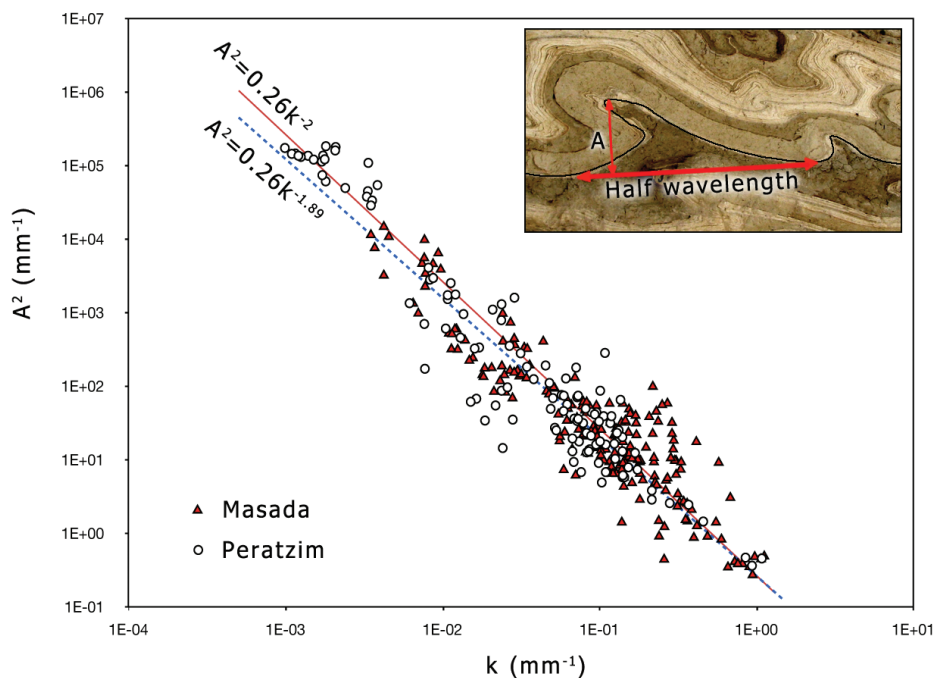 1E+07
1E+06
1E+05
1E+04
1E+03
1E+02
1E+01
1E+00
1E-01
A² (mm⁻¹)
A²=0.26k⁻²
A²=0.26k⁻¹·⁸⁹
A
Half wavelength
Masada
Peratzim
1E-04 1E-03 1E-02 1E-01 1E+00 1E+01
k (mm⁻¹)